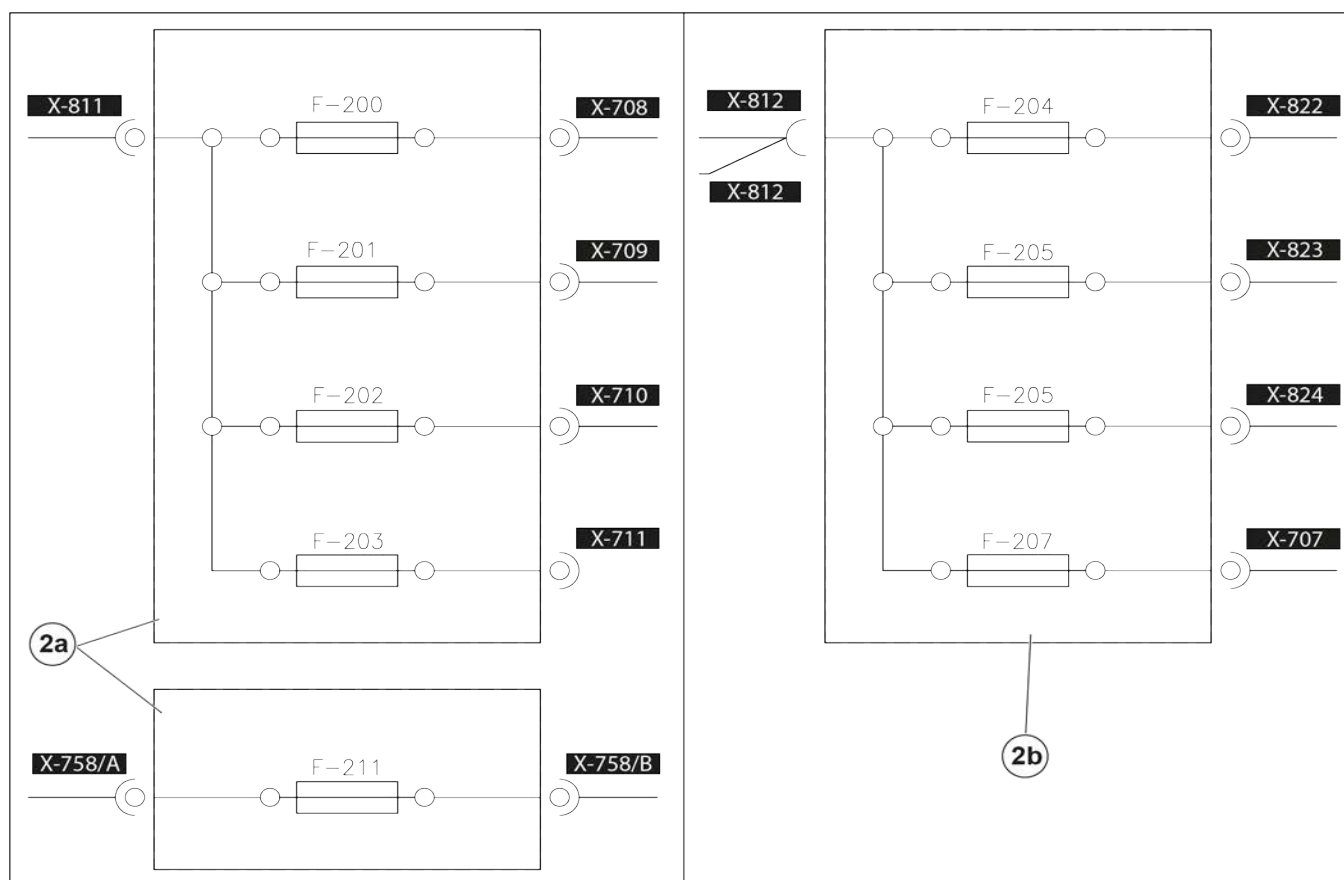 X-811
F-200
X-708
F-201
X-709
F-202
X-710
F-203
X-711
2a
X-758/A
F-211
X-758/B
X-812
X-812
F-204
X-822
F-205
X-823
F-205
X-824
F-207
X-707
2b